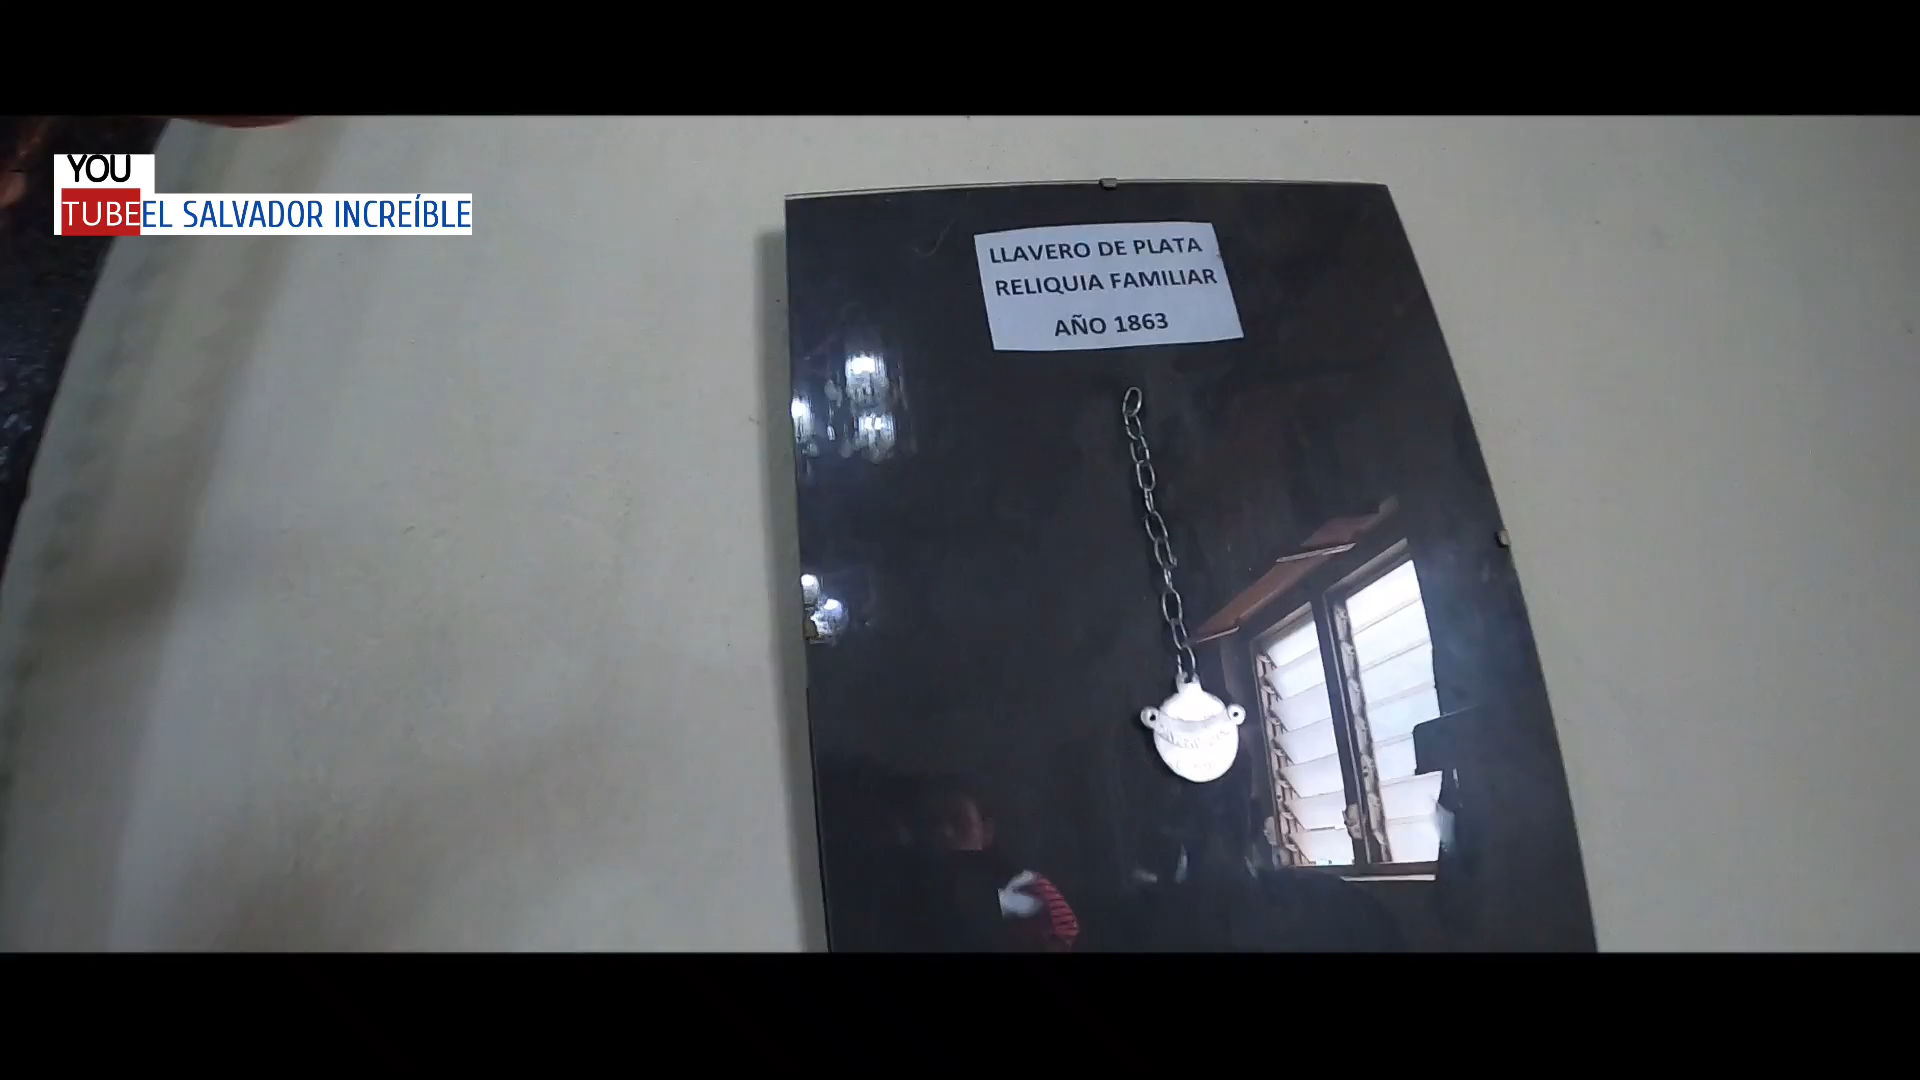 YOU
TUBE EL SALVADOR INCREÍBLE
LLAVERO DE PLATA
RELIQUIA FAMILIAR
AÑO 1863